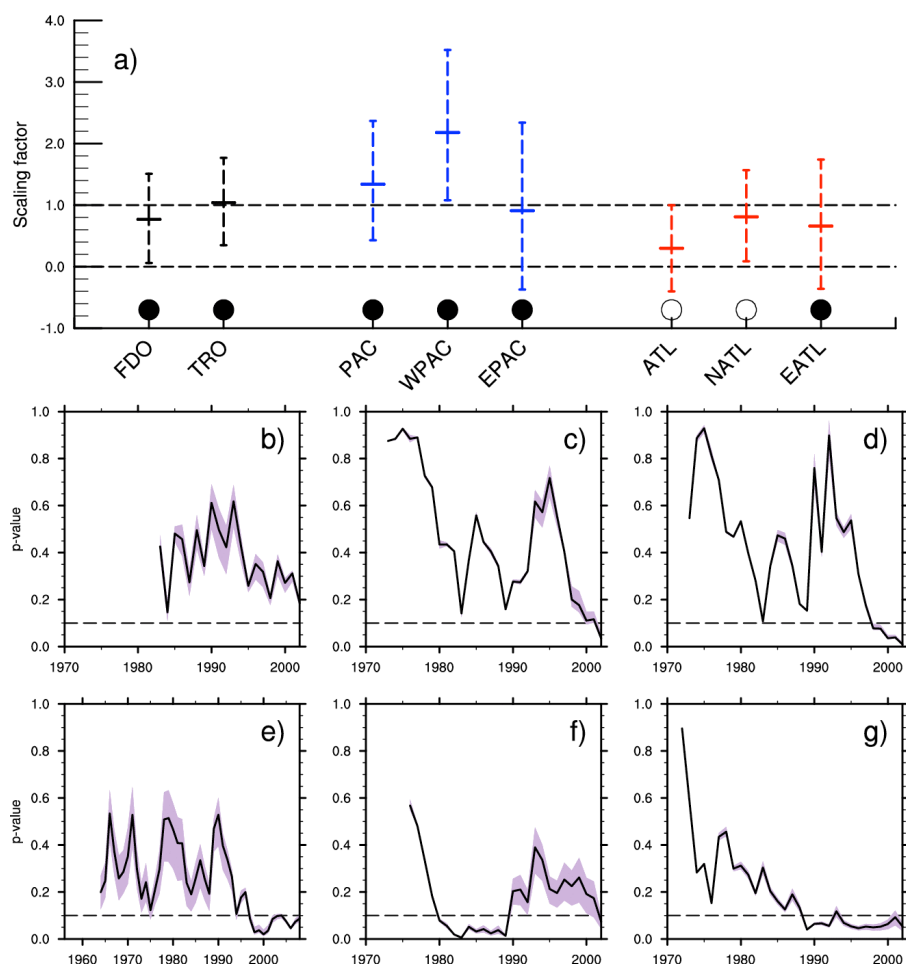 4.0
a)
3.0
2.0
1.0
0.0
-1.0
Scaling factor
FDO TRO PAC WPAC EPAC ATL NATL EATL
1.0 1.0 1.0
b) c) d)
0.8 0.8 0.8
0.6 0.6 0.6
p-value
0.4 0.4 0.4
0.2 0.2 0.2
0.0 0.0 0.0
1970 1980 1990 2000 1970 1980 1990 2000 1970 1980 1990 2000
1.0 1.0 1.0
e) f) g)
0.8 0.8 0.8
0.6 0.6 0.6
p-value
0.4 0.4 0.4
0.2 0.2 0.2
0.0 0.0 0.0
1960 1970 1980 1990 2000 1970 1980 1990 2000 1970 1980 1990 2000